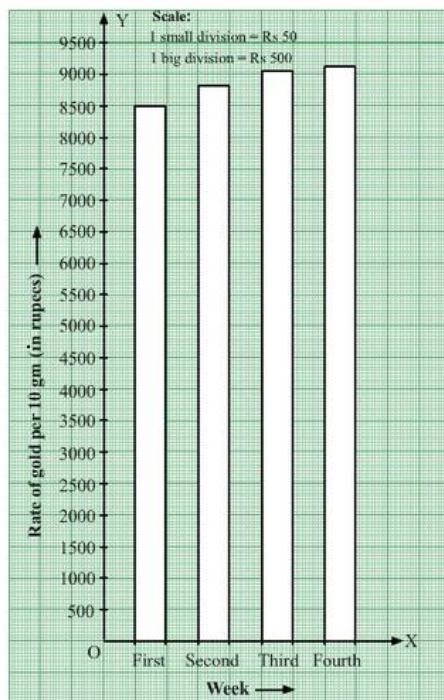 Y
Scale:
1 small division = Rs 50
1 big division = Rs 500
9500
9000
8500
8000
7500
7000
6500
6000
5500
5000
4500
4000
3500
3000
2500
2000
1500
1000
500
O
X
Rate of gold per 10 gm (in rupees)
First Second Third Fourth
Week